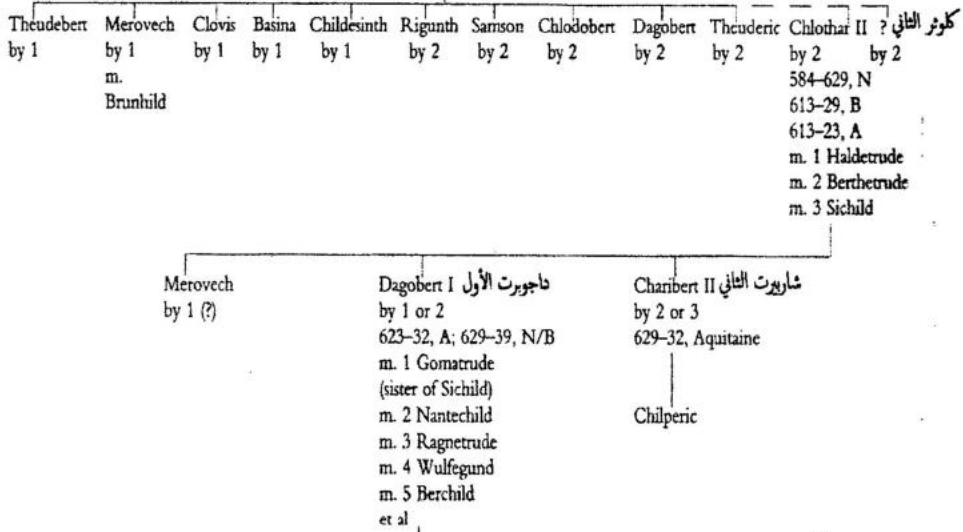 Theudebert Merovech Clovis Basina Childesinth Rigunth Samson Chlodobert Dagobert Theuderic Chlothar II ? كلوثر الثاني
by 1 by 1 by 1 by 1 by 1 by 2 by 2 by 2 by 2 by 2 by 2 by 2
m. 584–629, N
Brunhild 613–29, B
613–23, A
m. 1 Haldetrude
m. 2 Berthetrude
m. 3 Sichild
Merovech Dagobert I داجوبرت الأول Charibert II شاريبرت الثاني
by 1 (?) by 1 or 2 by 2 or 3
623–32, A; 629–39, N/B 629–32, Aquitaine
m. 1 Gomatrude
(sister of Sichild)
m. 2 Nantechild Chilperic
m. 3 Ragnetrude
m. 4 Wulfegund
m. 5 Berchild
et al